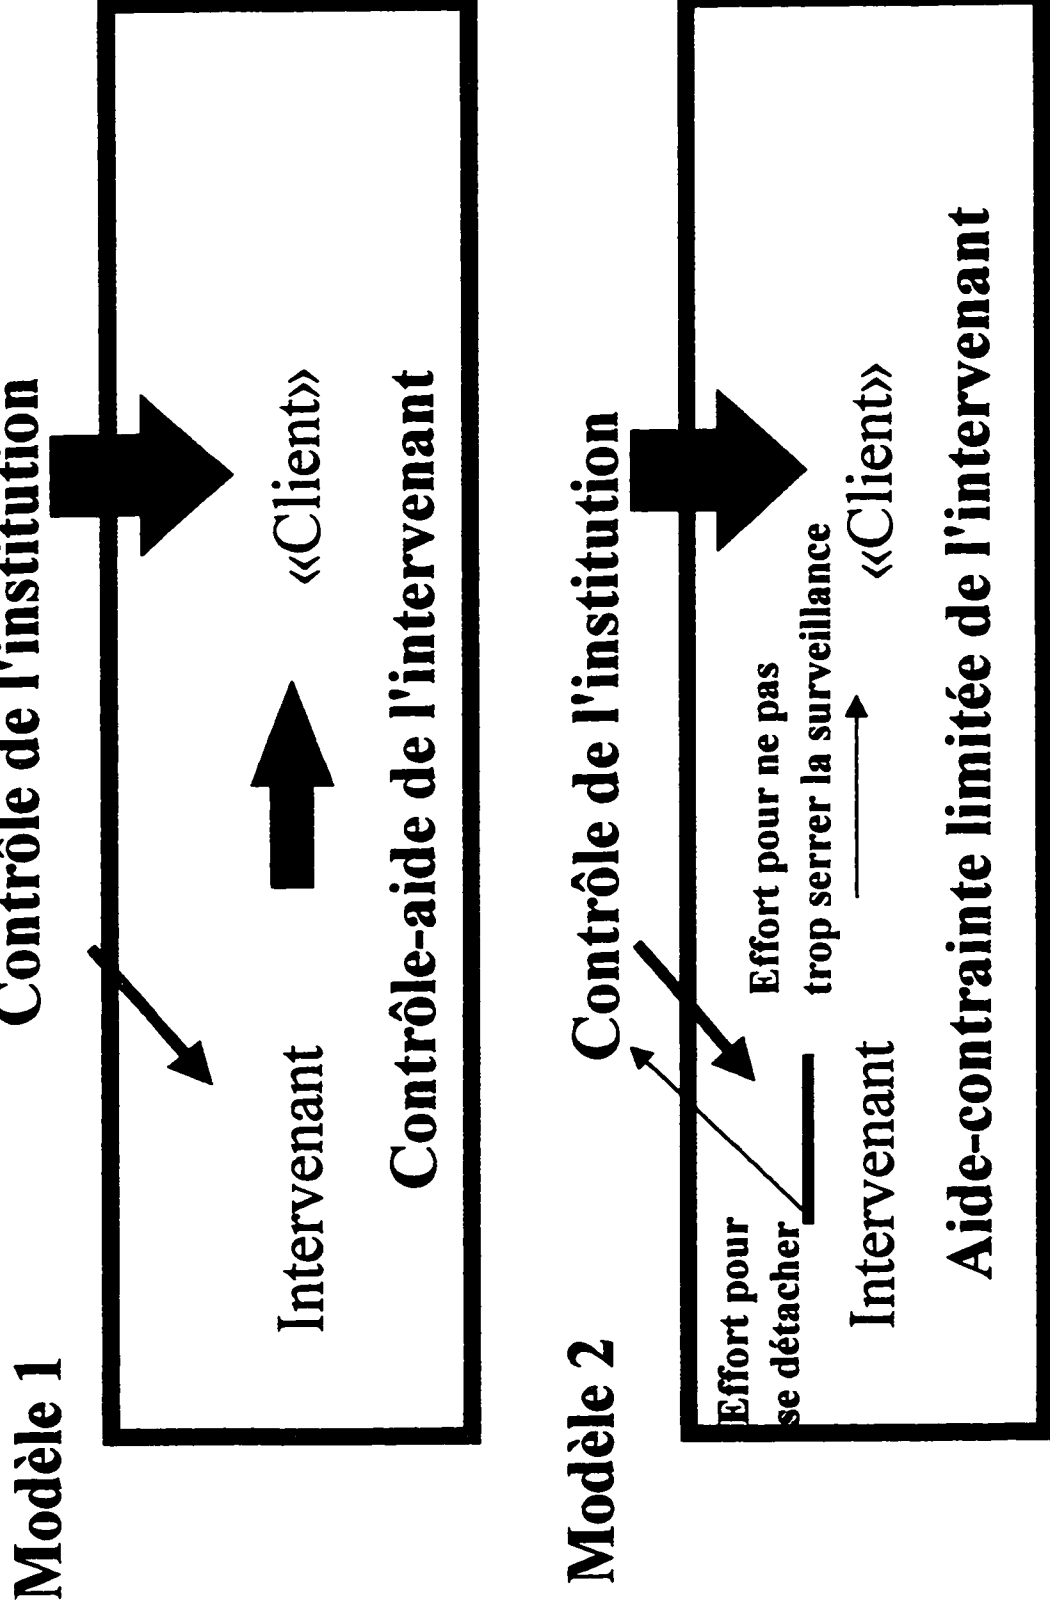 Modèle 1
Contrôle de l'institution
Intervenant
«Client»
Contrôle-aide de l'intervenant
Modèle 2
Contrôle de l'institution
Effort pour
se détacher
Effort pour ne pas
trop serrer la surveillance
Intervenant
«Client»
Aide-contrainte limitée de l'intervenant